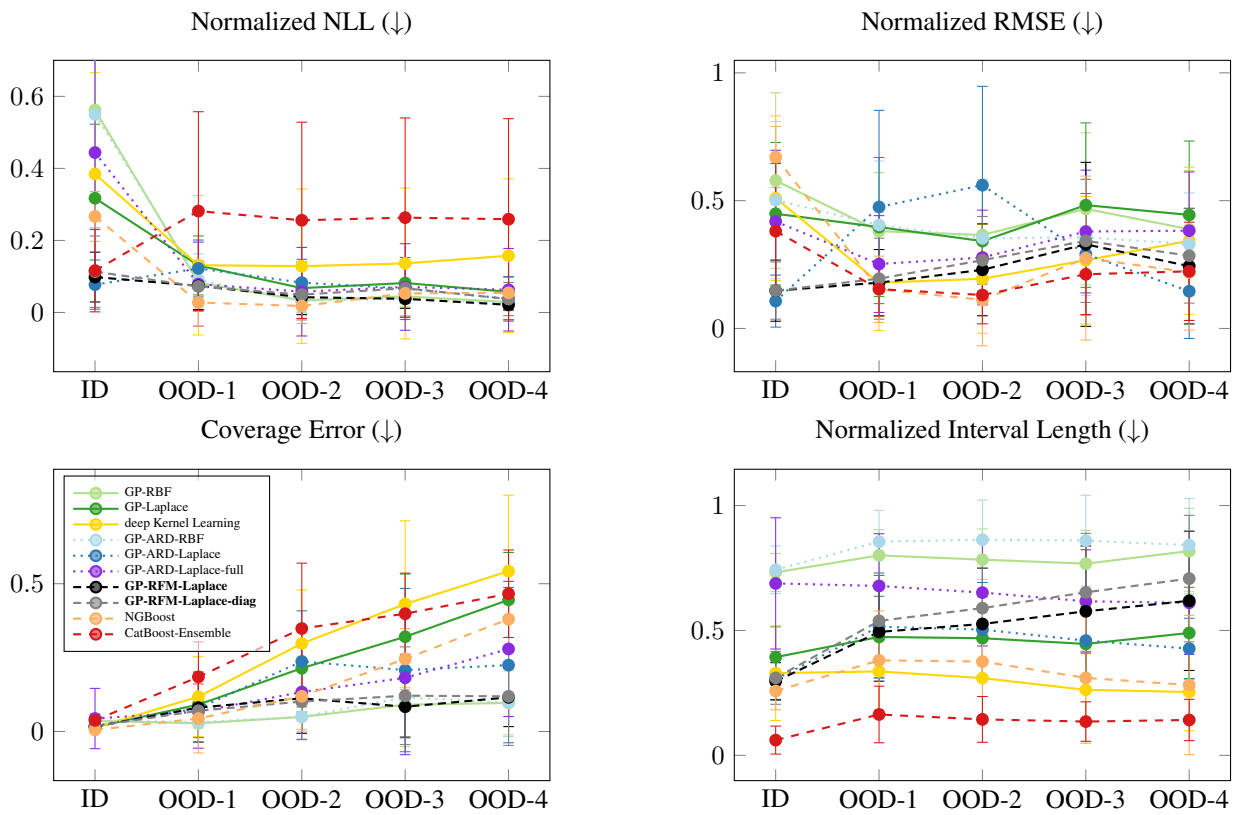 Normalized NLL (↓)
0.6
0.4
0.2
0
ID OOD-1 OOD-2 OOD-3 OOD-4
Normalized RMSE (↓)
1
0.5
0
ID OOD-1 OOD-2 OOD-3 OOD-4
Coverage Error (↓)
GP-RBF
GP-Laplace
deep Kernel Learning
GP-ARD-RBF
GP-ARD-Laplace
GP-ARD-Laplace-full
GP-RFM-Laplace
GP-RFM-Laplace-diag
NGBoost
CatBoost-Ensemble
0.5
0
ID OOD-1 OOD-2 OOD-3 OOD-4
Normalized Interval Length (↓)
1
0.5
0
ID OOD-1 OOD-2 OOD-3 OOD-4